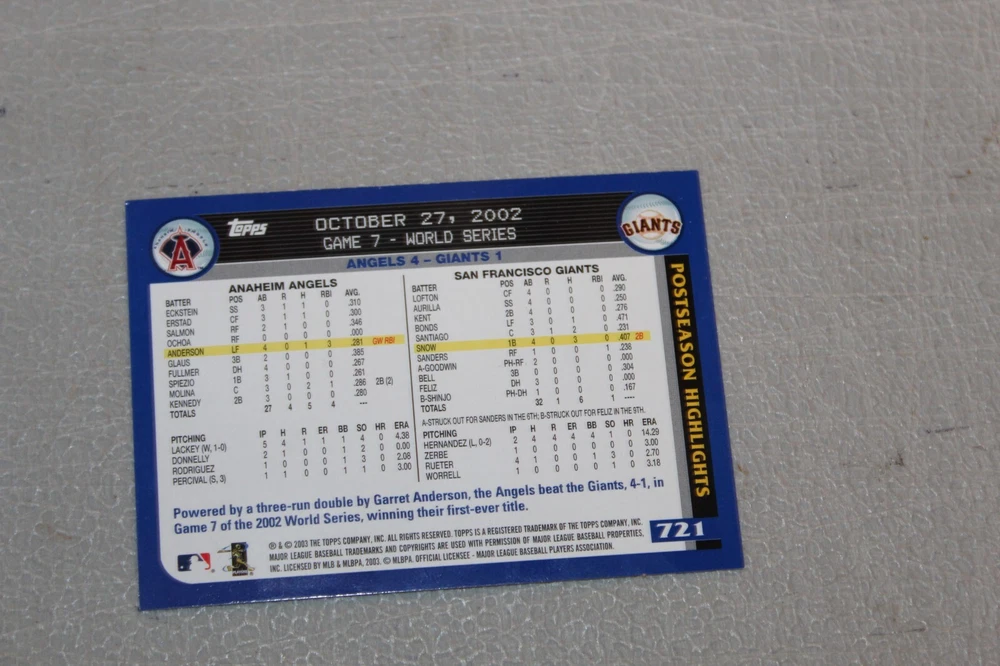 Topps
OCTOBER 27, 2002
GAME 7 - WORLD SERIES
GIANTS
ANGELS 4 – GIANTS 1
ANAHEIM ANGELS
BATTER POS AB R H RBI AVG.
ECKSTEIN SS 3 1 1 0 .310
ERSTAD CF 3 1 1 0 .300
SALMON RF 2 1 0 0 .346
OCHOA RF 0 0 0 0 .000
ANDERSON LF 4 0 1 3 .281 GW RBI
GLAUS 3B 2 0 0 0 .385
FULLMER DH 4 0 0 0 .267
SPIEZIO 1B 3 1 0 0 .261
MOLINA C 3 0 2 1 .286 2B (2)
KENNEDY 2B 3 0 0 0 .280
TOTALS 27 4 5 4 ----
PITCHING IP H R ER BB SO HR ERA
LACKEY (W, 1-0) 5 4 1 1 1 4 0 4.38
DONNELLY 2 1 0 0 1 2 0 0.00
RODRIGUEZ 1 0 0 0 0 3 0 2.08
PERCIVAL (S, 3) 1 1 0 0 1 1 0 3.00
SAN FRANCISCO GIANTS
BATTER POS AB R H RBI AVG.
LOFTON CF 4 0 0 0 .290
AURILLA SS 4 0 0 0 .250
KENT 2B 4 0 0 0 .276
BONDS LF 3 0 1 0 .471
SANTIAGO C 3 1 2 0 .231
SNOW 1B 4 0 3 0 .407 2B
SANDERS RF 1 0 0 1 .238
A-GOODWIN PH-RF 2 0 0 0 .000
BELL 3B 3 0 0 0 .304
FELIZ DH 3 0 0 0 .000
B-SHINJO PH-DH 1 0 0 0 .167
TOTALS 32 1 6 1 ----
A-STRUCK OUT FOR SANDERS IN THE 6TH; B-STRUCK OUT FOR FELIZ IN THE 9TH.
PITCHING IP H R ER BB SO HR ERA
HERNANDEZ (L, 0-2) 2 4 4 4 4 1 0 14.29
ZERBE 1 0 0 0 0 0 0 3.00
RUETER 4 1 0 0 1 3 0 2.70
WORRELL 1 0 0 0 0 1 0 3.18
POSTSEASON HIGHLIGHTS
Powered by a three-run double by Garret Anderson, the Angels beat the Giants, 4-1, in
Game 7 of the 2002 World Series, winning their first-ever title.
721
® & © 2003 THE TOPPS COMPANY, INC. ALL RIGHTS RESERVED. TOPPS IS A REGISTERED TRADEMARK OF THE TOPPS COMPANY, INC.
MAJOR LEAGUE BASEBALL TRADEMARKS AND COPYRIGHTS ARE USED WITH PERMISSION OF MAJOR LEAGUE BASEBALL PROPERTIES,
INC. LICENSED BY MLB & MLBPA, 2003. © MLBPA. OFFICIAL LICENSEE - MAJOR LEAGUE BASEBALL PLAYERS ASSOCIATION.